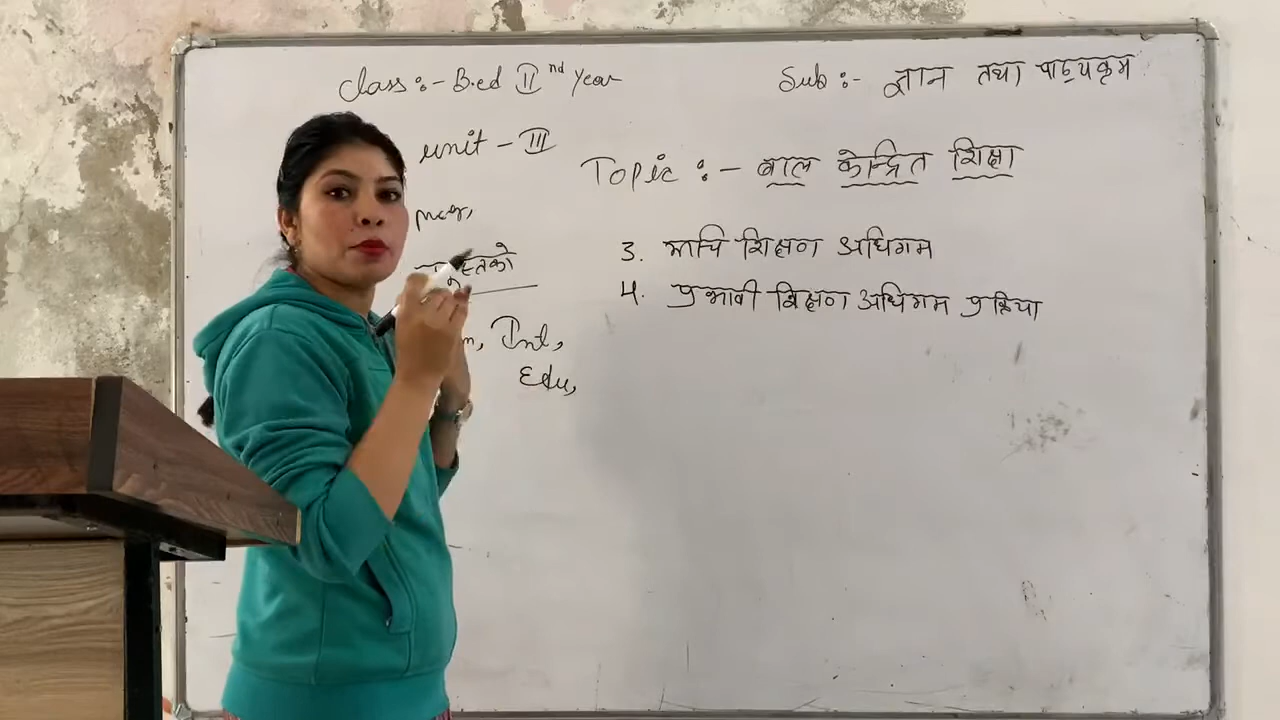 Class :- B.ed II nd Year
Sub :- ज्ञान तथा पाठ्यक्रम
unit - III
Topic :- बाल केन्द्रित शिक्षा
3. शिक्षण अधिगम
4. प्रभावी शिक्षण अधिगम प्रक्रिया
Int,
Edu,